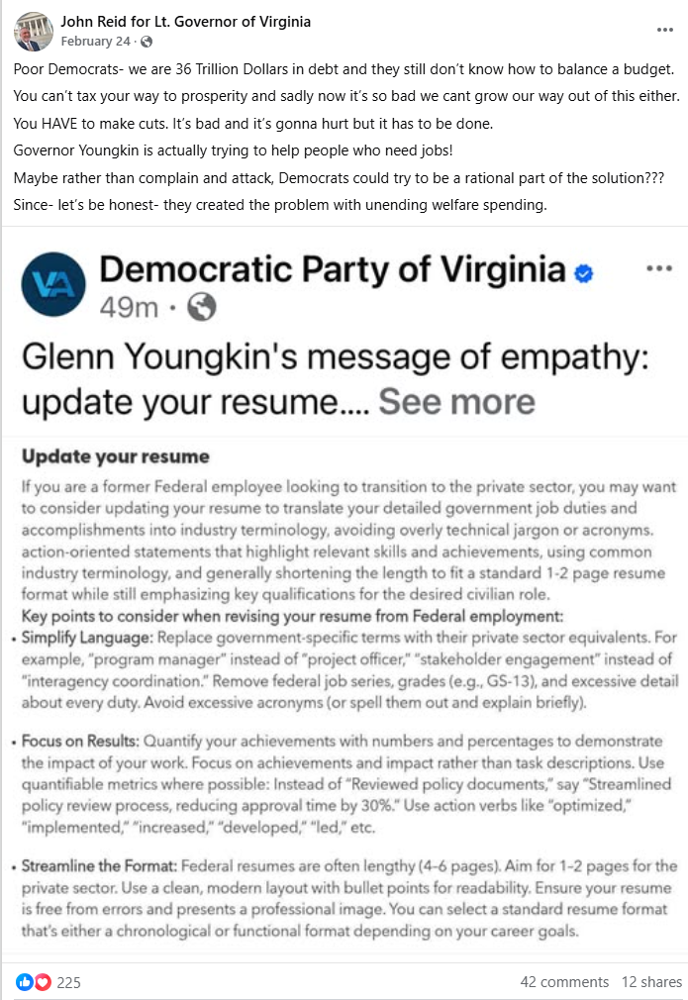 John Reid for Lt. Governor of Virginia
February 24 ·
Poor Democrats- we are 36 Trillion Dollars in debt and they still don’t know how to balance a budget.
You can’t tax your way to prosperity and sadly now it’s so bad we cant grow our way out of this either.
You HAVE to make cuts. It’s bad and it’s gonna hurt but it has to be done.
Governor Youngkin is actually trying to help people who need jobs!
Maybe rather than complain and attack, Democrats could try to be a rational part of the solution???
Since- let’s be honest- they created the problem with unending welfare spending.
VA
Democratic Party of Virginia
49m ·
Glenn Youngkin's message of empathy:
update your resume.... See more
Update your resume
If you are a former Federal employee looking to transition to the private sector, you may want
to consider updating your resume to translate your detailed government job duties and
accomplishments into industry terminology, avoiding overly technical jargon or acronyms.
action-oriented statements that highlight relevant skills and achievements, using common
industry terminology, and generally shortening the length to fit a standard 1-2 page resume
format while still emphasizing key qualifications for the desired civilian role.
Key points to consider when revising your resume from Federal employment:
• Simplify Language: Replace government-specific terms with their private sector equivalents. For
example, "program manager" instead of "project officer," "stakeholder engagement" instead of
"interagency coordination." Remove federal job series, grades (e.g., GS-13), and excessive detail
about every duty. Avoid excessive acronyms (or spell them out and explain briefly).
• Focus on Results: Quantify your achievements with numbers and percentages to demonstrate
the impact of your work. Focus on achievements and impact rather than task descriptions. Use
quantifiable metrics where possible: Instead of "Reviewed policy documents," say "Streamlined
policy review process, reducing approval time by 30%." Use action verbs like "optimized,"
"implemented," "increased," "developed," "led," etc.
• Streamline the Format: Federal resumes are often lengthy (4-6 pages). Aim for 1-2 pages for the
private sector. Use a clean, modern layout with bullet points for readability. Ensure your resume
is free from errors and presents a professional image. You can select a standard resume format
that's either a chronological or functional format depending on your career goals.
225 42 comments 12 shares